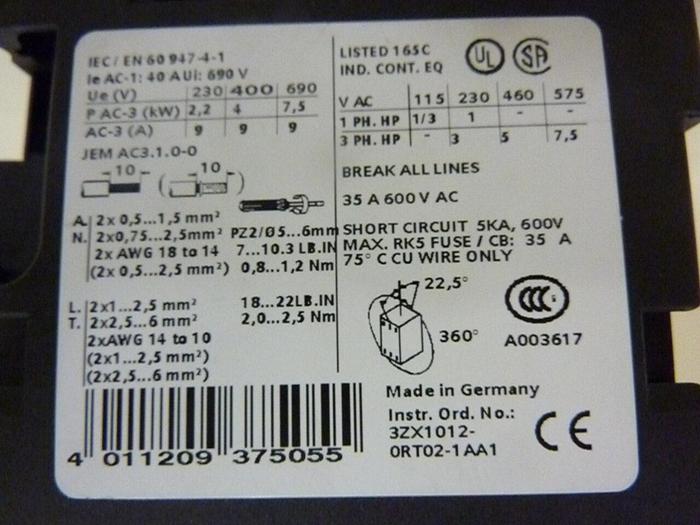 IEC / EN 60 947-4-1
Ie AC-1: 40 A Ui: 690 V
Ue (V) 230 400 690
P AC-3 (kW) 2,2 4 7,5
AC-3 (A) 9 9 9
JEM AC3.1.0-0
10 ( 10 )
A. 2x 0,5...1,5 mm²
N. 2x0,75...2,5mm² PZ2/Ø5...6mm
2x AWG 18 to 14 7...10.3 LB.IN
(2x 0,5...2,5 mm²) 0,8...1,2 Nm
L. 2x1...2,5 mm² 18...22LB.IN
T. 2x2,5...6 mm² 2,0...2,5 Nm
2xAWG 14 to 10
(2x1...2,5 mm²)
(2x2,5...6 mm²)
4 011209 375055
LISTED 165C UL SA
IND. CONT. EQ
V AC 115 230 460 575
1 PH. HP 1/3 1 - -
3 PH. HP - 3 5 7,5
BREAK ALL LINES
35 A 600 V AC
SHORT CIRCUIT 5KA, 600V
MAX. RK5 FUSE / CB: 35 A
75° C CU WIRE ONLY
22,5°
360°
CCC
A003617
Made in Germany
Instr. Ord. No.:
3ZX1012-
0RT02-1AA1
CE